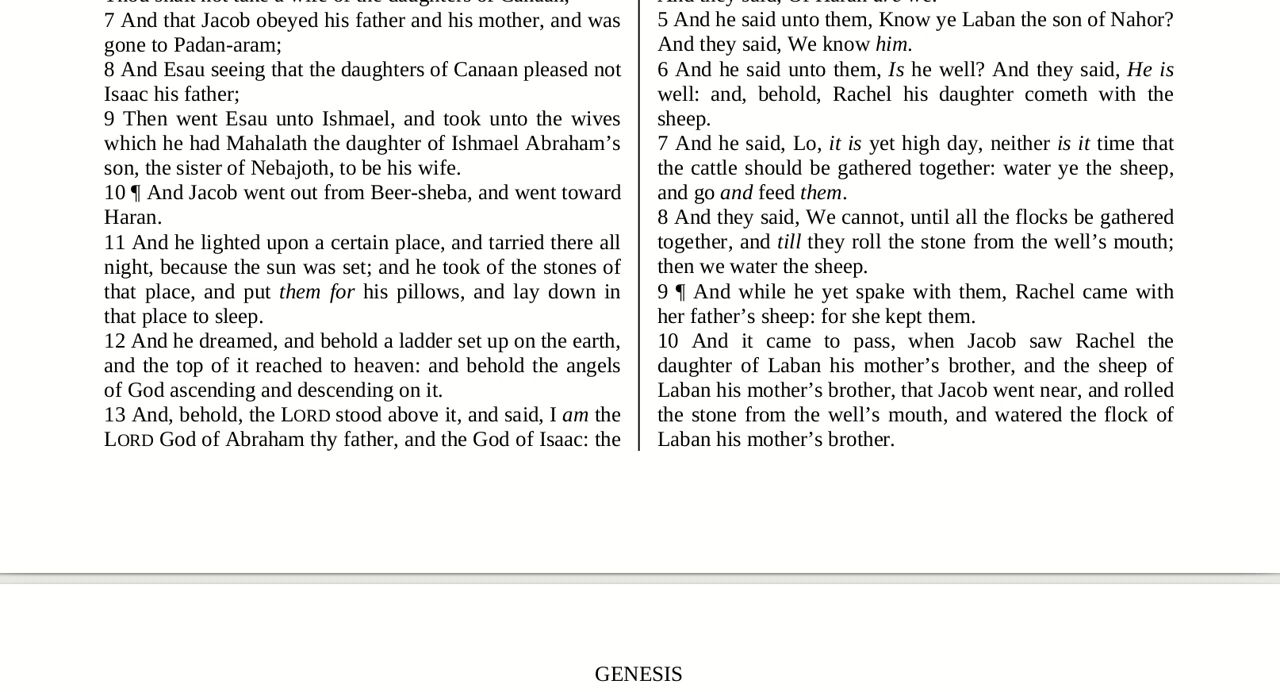 Thou shalt not take a wife of the daughters of Canaan;
7 And that Jacob obeyed his father and his mother, and was
gone to Padan-aram;
8 And Esau seeing that the daughters of Canaan pleased not
Isaac his father;
9 Then went Esau unto Ishmael, and took unto the wives
which he had Mahalath the daughter of Ishmael Abraham’s
son, the sister of Nebajoth, to be his wife.
10 ¶ And Jacob went out from Beer-sheba, and went toward
Haran.
11 And he lighted upon a certain place, and tarried there all
night, because the sun was set; and he took of the stones of
that place, and put them for his pillows, and lay down in
that place to sleep.
12 And he dreamed, and behold a ladder set up on the earth,
and the top of it reached to heaven: and behold the angels
of God ascending and descending on it.
13 And, behold, the LORD stood above it, and said, I am the
LORD God of Abraham thy father, and the God of Isaac: the
And they said, Of Haran are we.
5 And he said unto them, Know ye Laban the son of Nahor?
And they said, We know him.
6 And he said unto them, Is he well? And they said, He is
well: and, behold, Rachel his daughter cometh with the
sheep.
7 And he said, Lo, it is yet high day, neither is it time that
the cattle should be gathered together: water ye the sheep,
and go and feed them.
8 And they said, We cannot, until all the flocks be gathered
together, and till they roll the stone from the well’s mouth;
then we water the sheep.
9 ¶ And while he yet spake with them, Rachel came with
her father’s sheep: for she kept them.
10 And it came to pass, when Jacob saw Rachel the
daughter of Laban his mother’s brother, and the sheep of
Laban his mother’s brother, that Jacob went near, and rolled
the stone from the well’s mouth, and watered the flock of
Laban his mother’s brother.
GENESIS